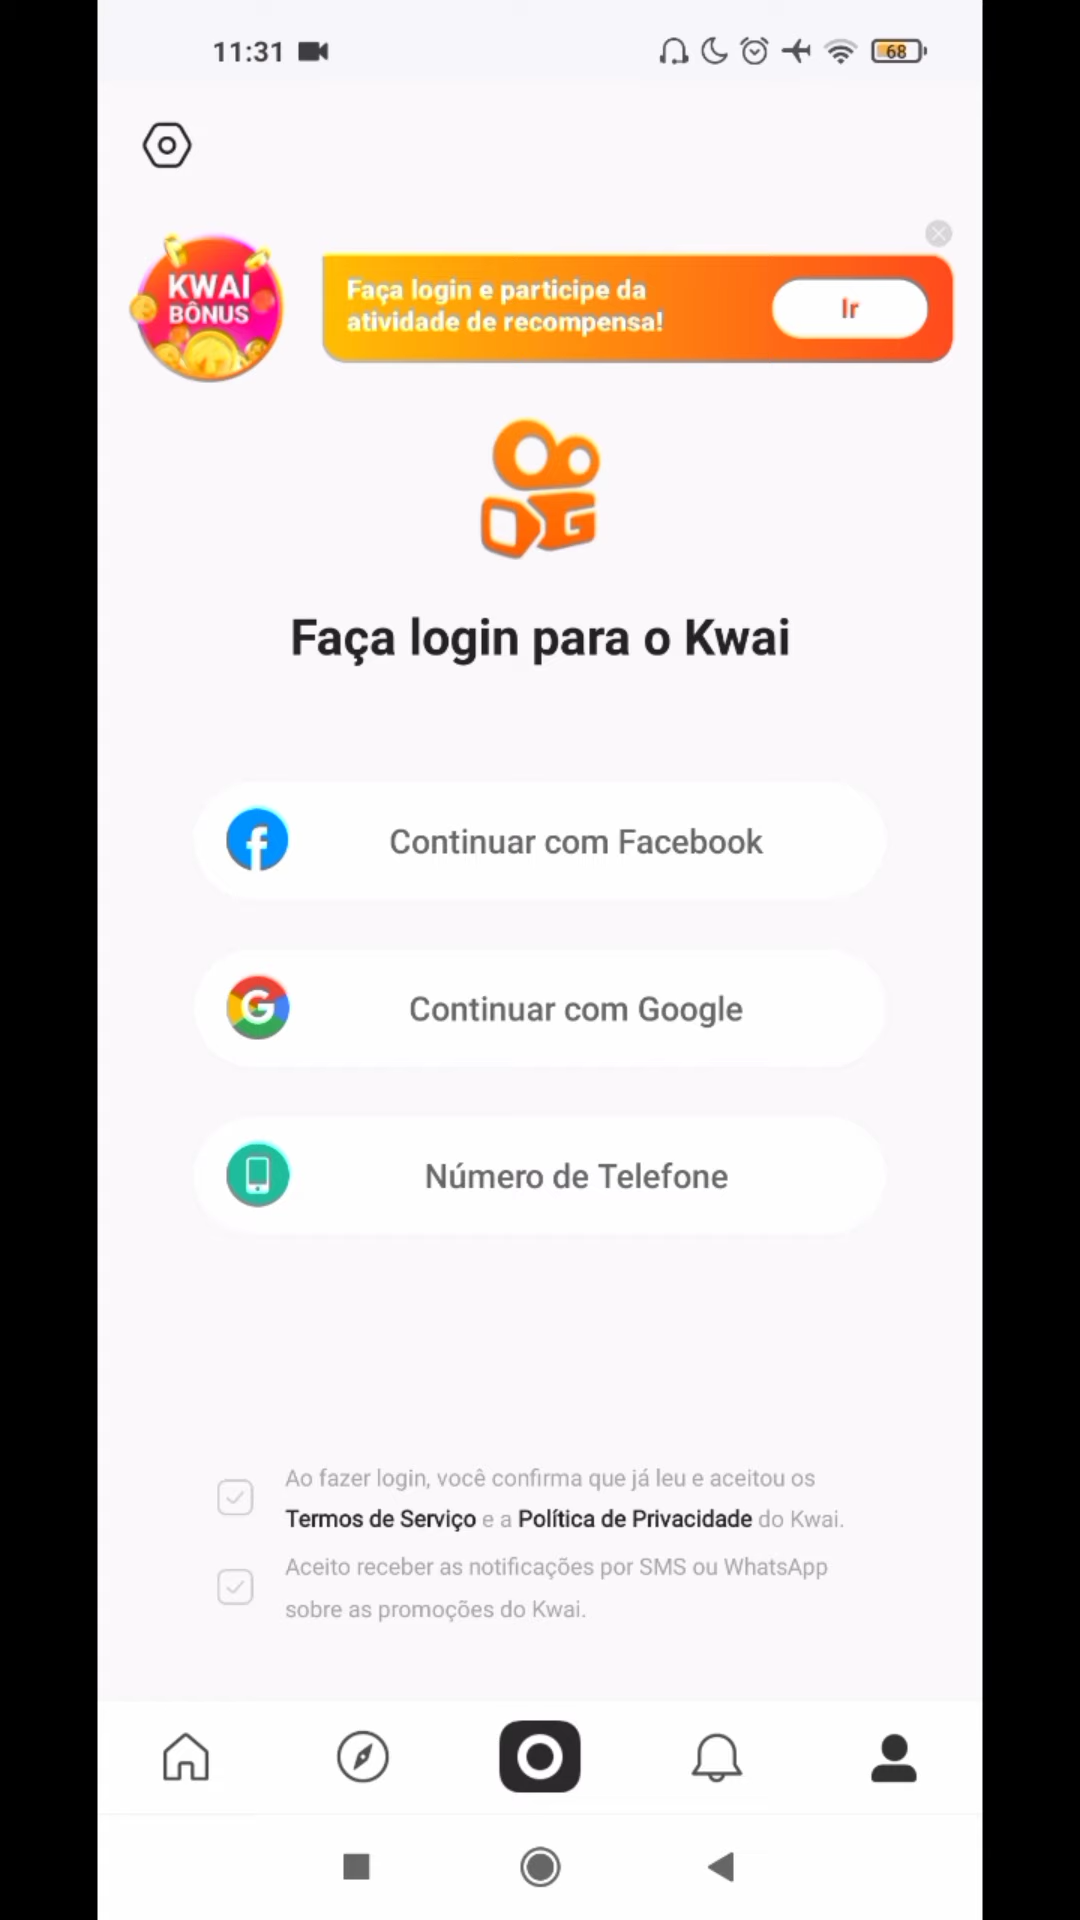 11:31
68
KWAI
BÔNUS
Faça login e participe da
atividade de recompensa!
Ir
Faça login para o Kwai
Continuar com Facebook
Continuar com Google
Número de Telefone
Ao fazer login, você confirma que já leu e aceitou os
Termos de Serviço e a Política de Privacidade do Kwai.
Aceito receber as notificações por SMS ou WhatsApp
sobre as promoções do Kwai.